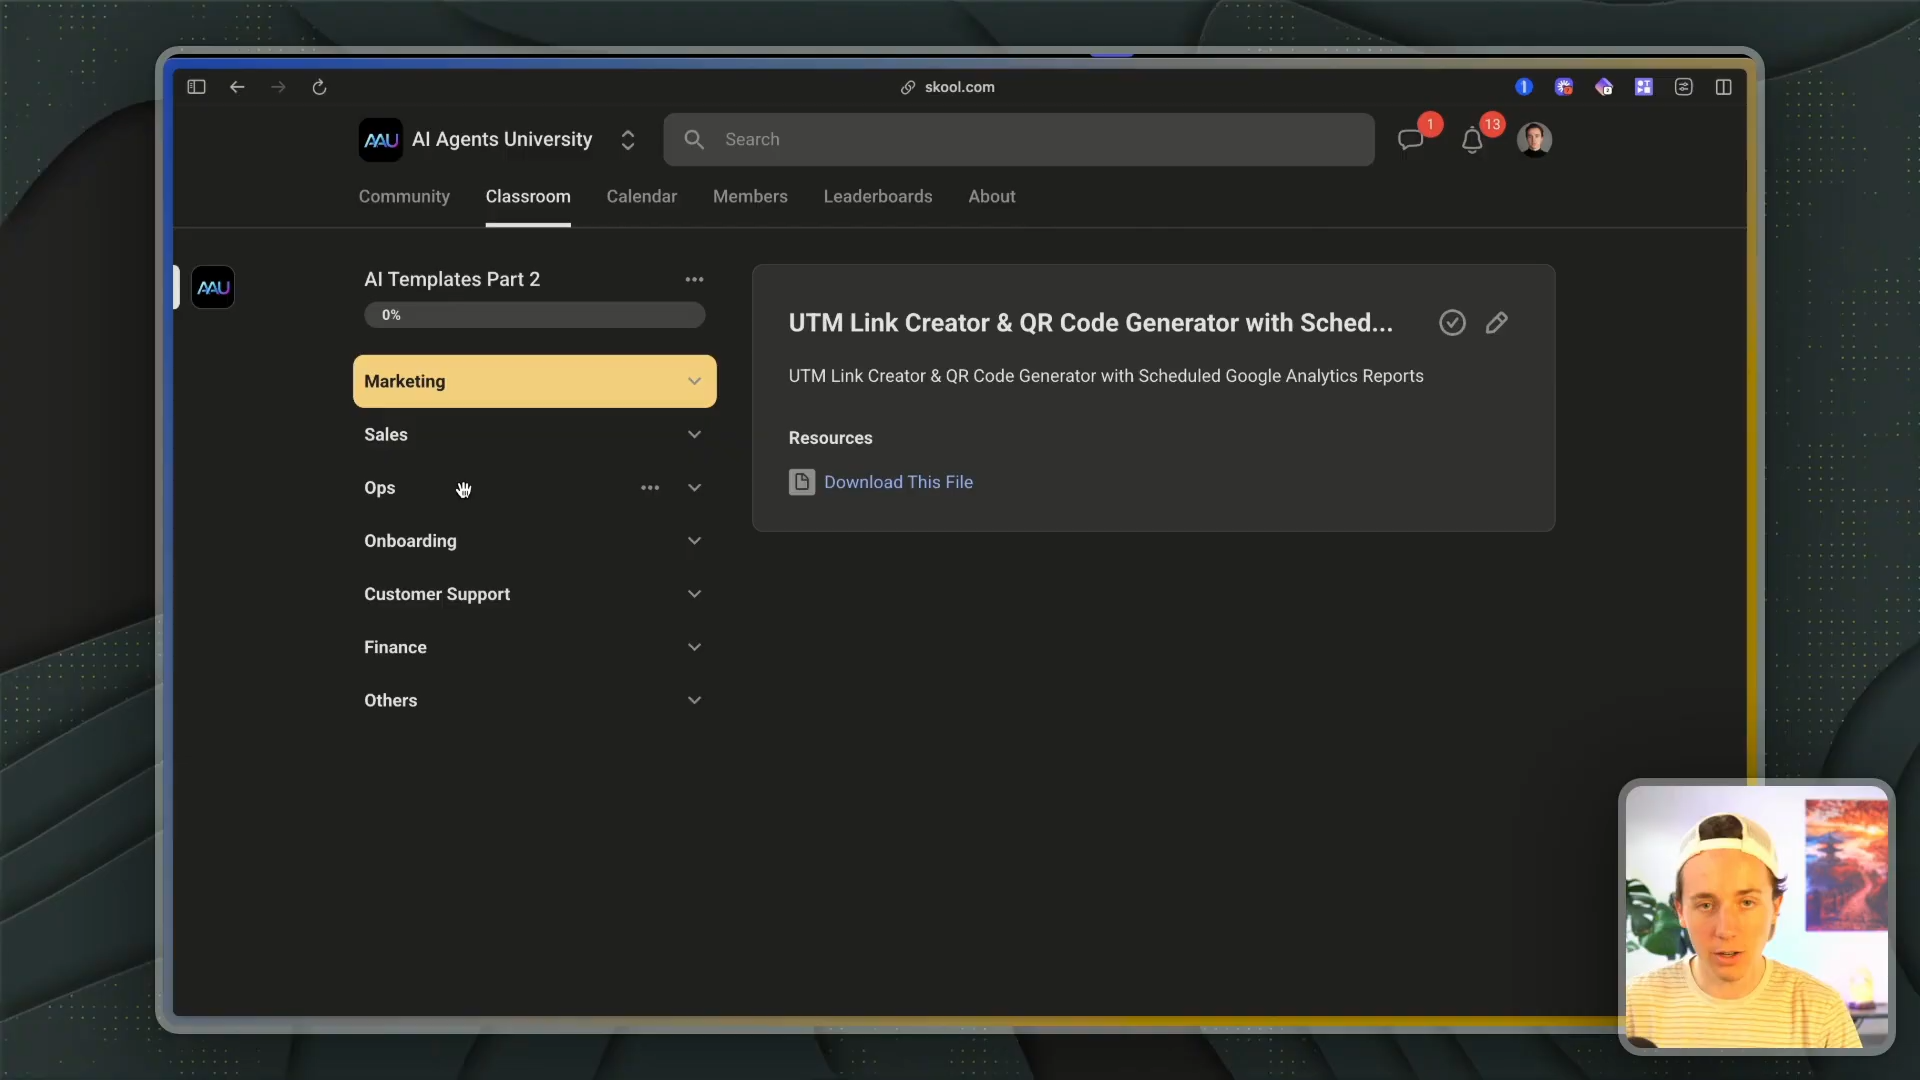 skool.com
AAU AI Agents University
Search
1
13
Community Classroom Calendar Members Leaderboards About
AAU
AI Templates Part 2
0%
Marketing
Sales
Ops
Onboarding
Customer Support
Finance
Others
UTM Link Creator & QR Code Generator with Sched...
UTM Link Creator & QR Code Generator with Scheduled Google Analytics Reports
Resources
Download This File